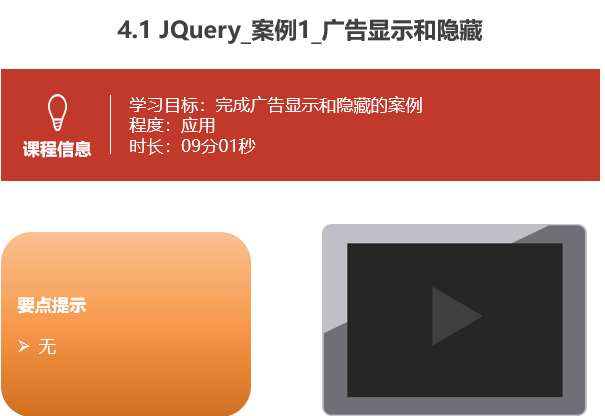 4.1 JQuery_案例1_广告显示和隐藏
学习目标：完成广告显示和隐藏的案例
程度：应用
时长：09分01秒
课程信息
要点提示
➢ 无